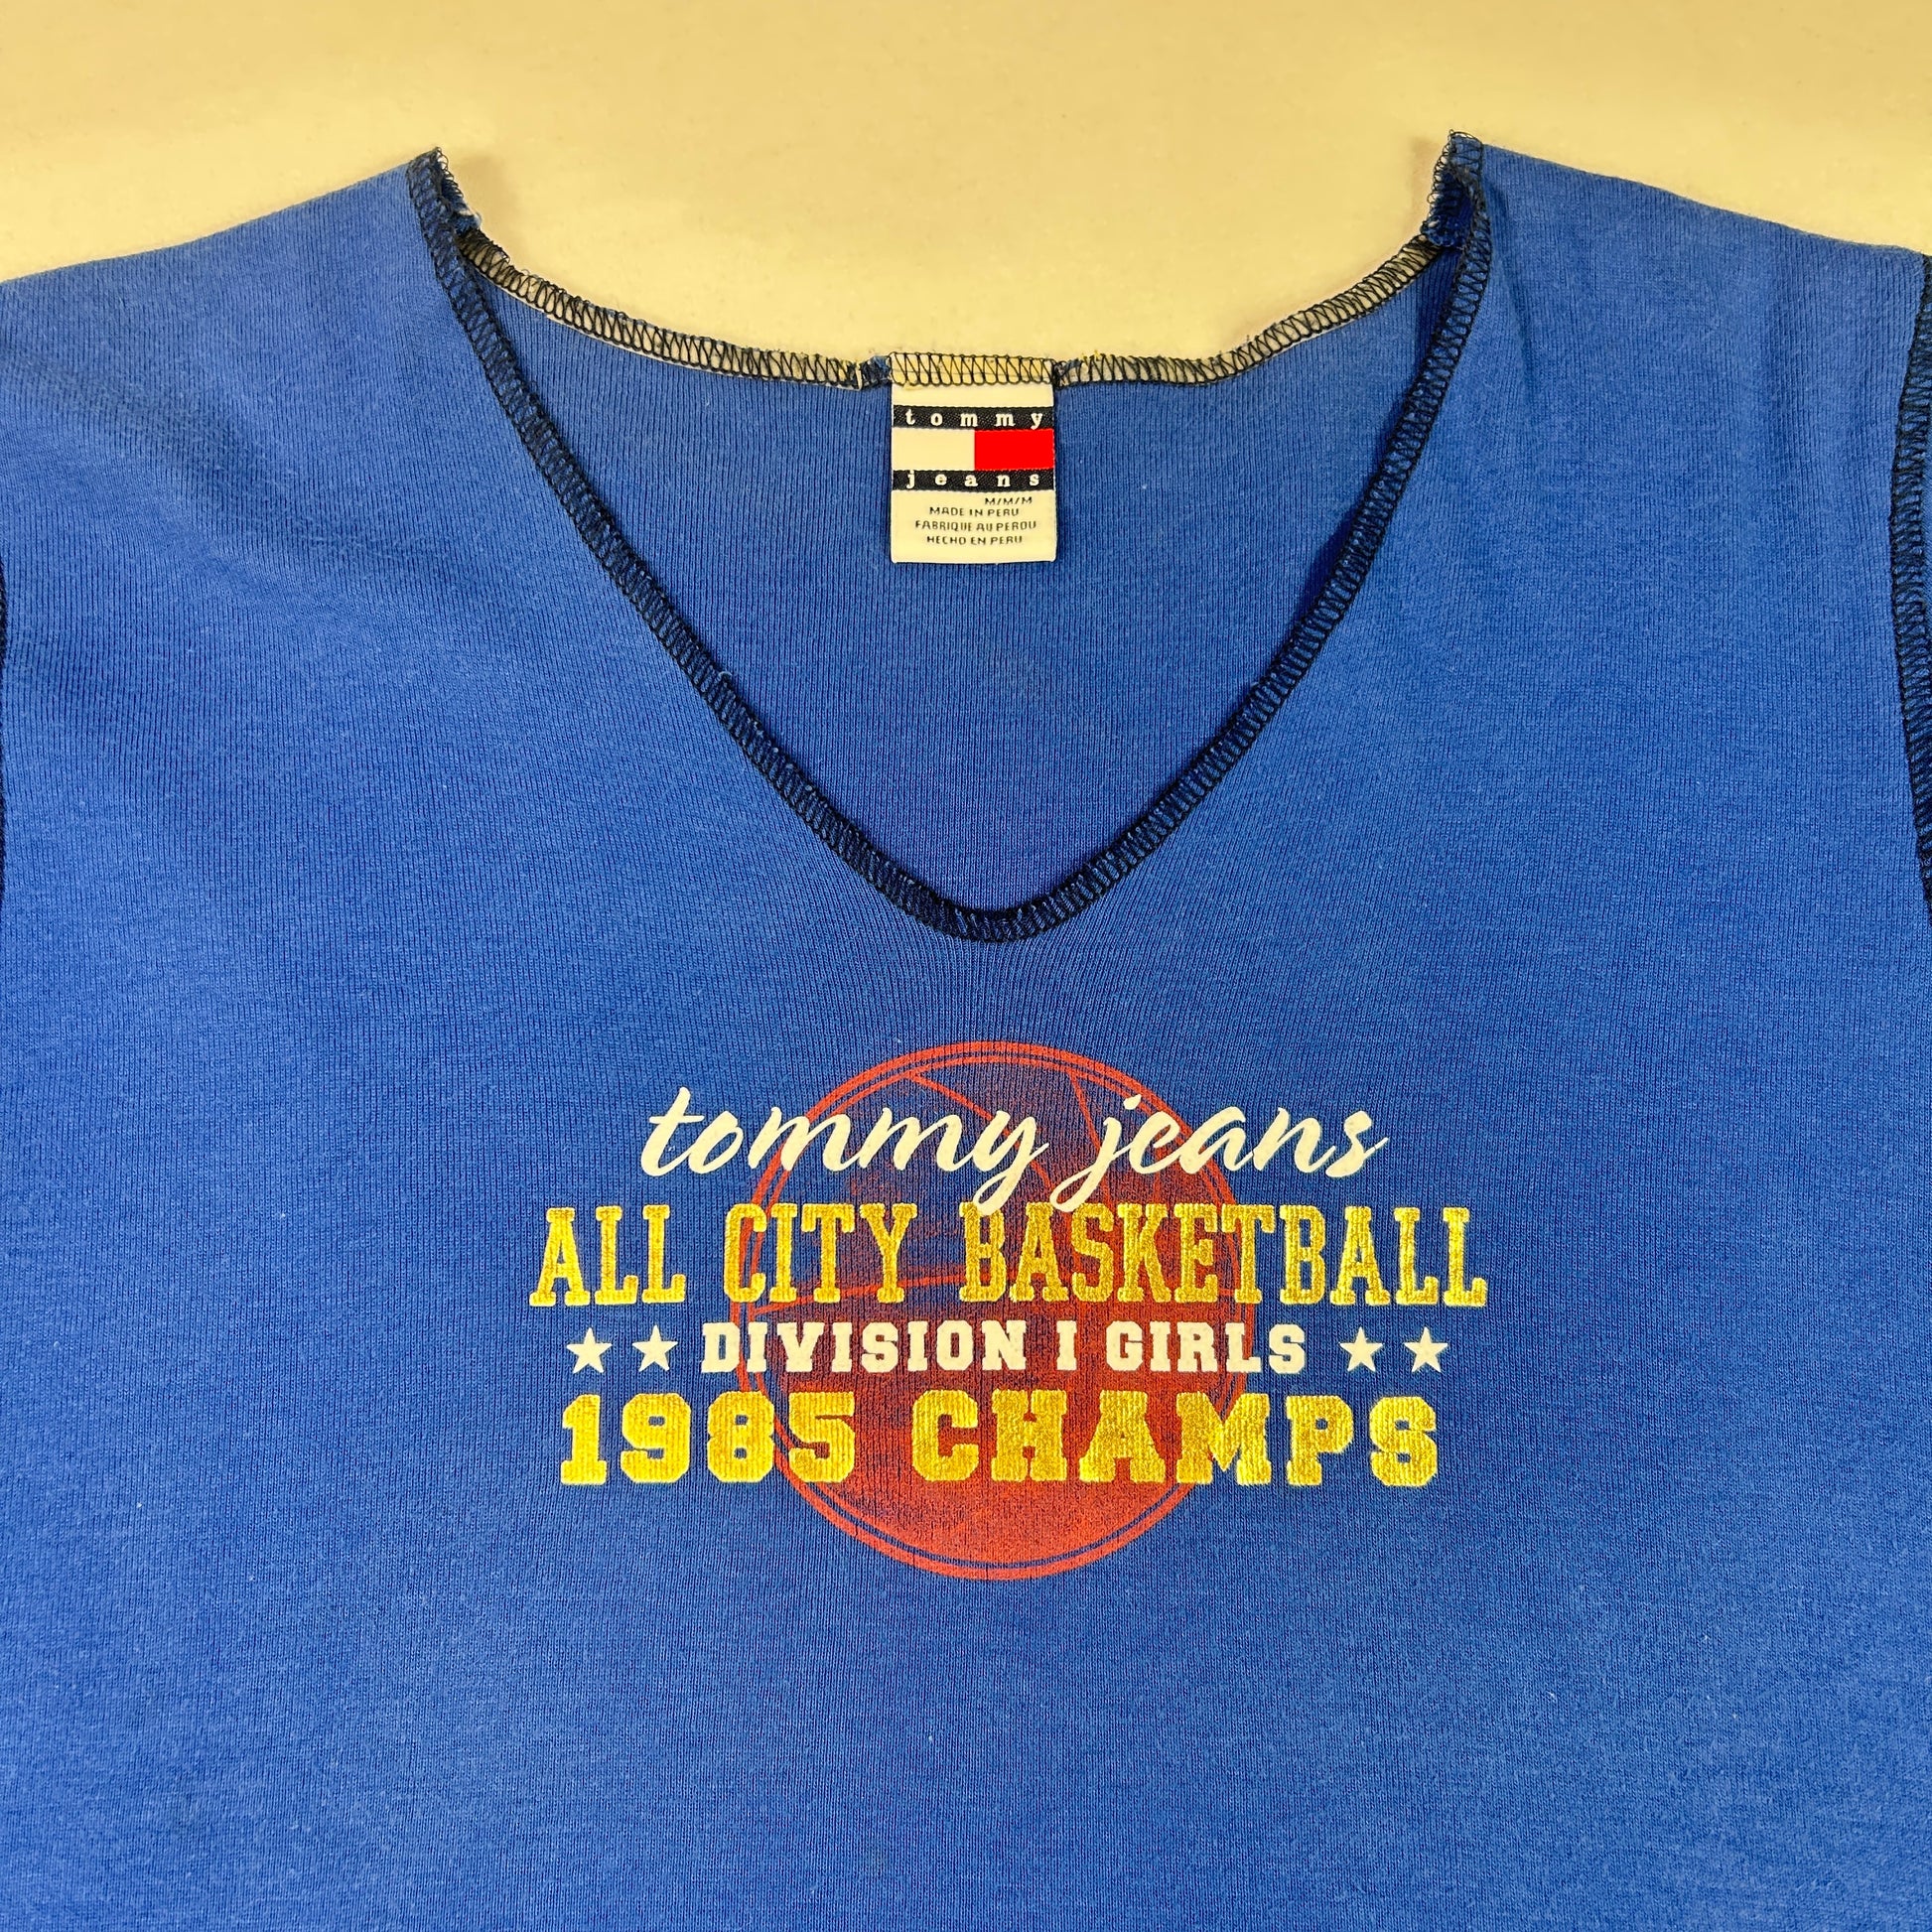 tommy
jeans
M/M/M
MADE IN PERU
FABRIQUE AU PEROU
HECHO EN PERU
tommy jeans
ALL CITY BASKETBALL
★ ★ DIVISION I GIRLS ★ ★
1985 CHAMPS